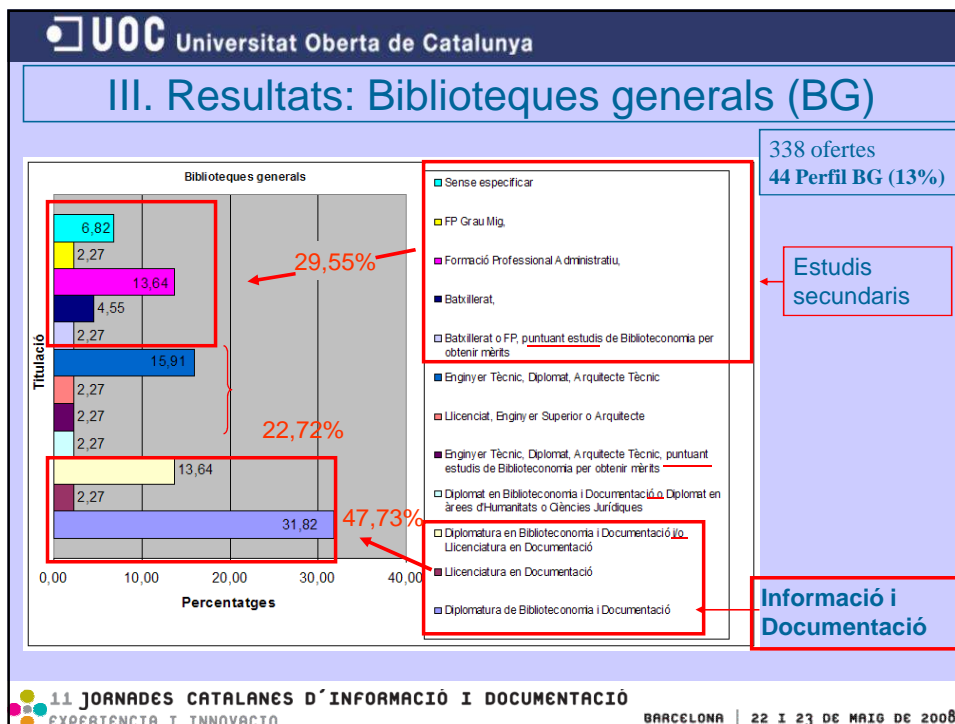 UOC Universitat Oberta de Catalunya
III. Resultats: Biblioteques generals (BG)
338 ofertes
44 Perfil BG (13%)
Biblioteques generals
Titulació
6,82
2,27
13,64
4,55
2,27
15,91
2,27
2,27
2,27
13,64
2,27
31,82
29,55%
22,72%
47,73%
0,00 10,00 20,00 30,00 40,00
Percentatges
Sense especificar
FP Grau Mig,
Formació Professional Administratiu,
Batxillerat,
Batxillerat o FP, puntuant estudis de Biblioteconomia per
obtenir mèrits
Enginyer Tècnic, Diplomat, Arquitecte Tècnic
Llicenciat, Enginyer Superior o Arquitecte
Enginyer Tècnic, Diplomat, Arquitecte Tècnic, puntuant
estudis de Biblioteconomia per obtenir mèrits
Diplomat en Biblioteconomia i Documentació o Diplomat en
àrees d'Humanitats o Ciències Jurídiques
Diplomatura en Biblioteconomia i Documentació i/o
Llicenciatura en Documentació
Llicenciatura en Documentació
Diplomatura de Biblioteconomia i Documentació
Estudis
secundaris
Informació i
Documentació
11 JORNADES CATALANES D´INFORMACIÓ I DOCUMENTACIÓ
EXPERIENCIA I INNOVACIO
BARCELONA | 22 I 23 DE MAIG DE 2008